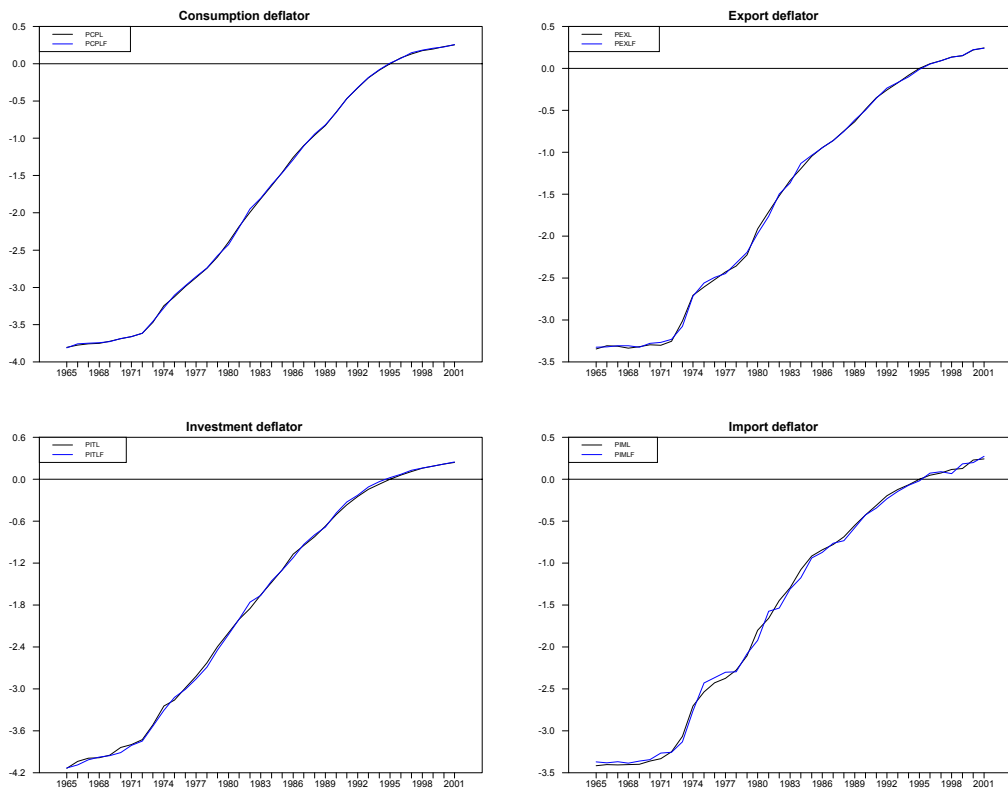 Consumption deflator
PCPL
PCPLF
0.5
0.0
-0.5
-1.0
-1.5
-2.0
-2.5
-3.0
-3.5
-4.0
1965 1968 1971 1974 1977 1980 1983 1986 1989 1992 1995 1998 2001
Export deflator
PEXL
PEXLF
0.5
0.0
-0.5
-1.0
-1.5
-2.0
-2.5
-3.0
-3.5
1965 1968 1971 1974 1977 1980 1983 1986 1989 1992 1995 1998 2001
Investment deflator
PITL
PITLF
0.6
0.0
-0.6
-1.2
-1.8
-2.4
-3.0
-3.6
-4.2
1965 1968 1971 1974 1977 1980 1983 1986 1989 1992 1995 1998 2001
Import deflator
PIML
PIMLF
0.5
0.0
-0.5
-1.0
-1.5
-2.0
-2.5
-3.0
-3.5
1965 1968 1971 1974 1977 1980 1983 1986 1989 1992 1995 1998 2001